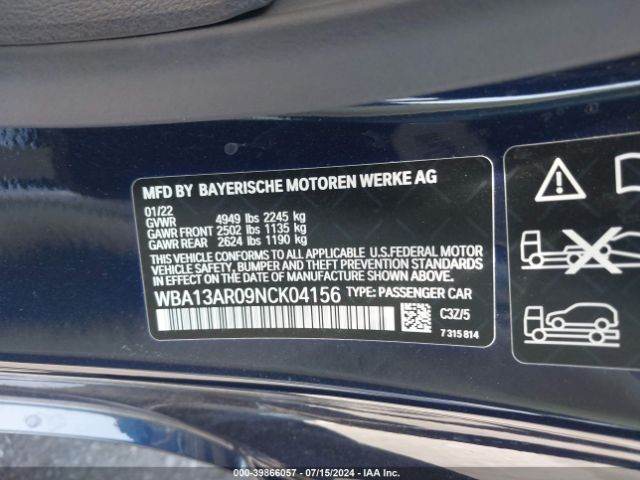 MFD BY BAYERISCHE MOTOREN WERKE AG
01/22
GVWR 4949 lbs 2245 kg
GAWR FRONT 2502 lbs 1135 kg
GAWR REAR 2624 lbs 1190 kg
THIS VEHICLE CONFORMS TO ALL APPLICABLE U.S.FEDERAL MOTOR
VEHICLE SAFETY, BUMPER, AND THEFT PREVENTION STANDARDS
IN EFFECT ON THE DATE OF MANUFACTURE SHOWN ABOVE.
WBA13AR09NCK04156 TYPE: PASSENGER CAR
C3Z/5
7 315 814
000-39866057 - 07/15/2024 - IAA Inc.